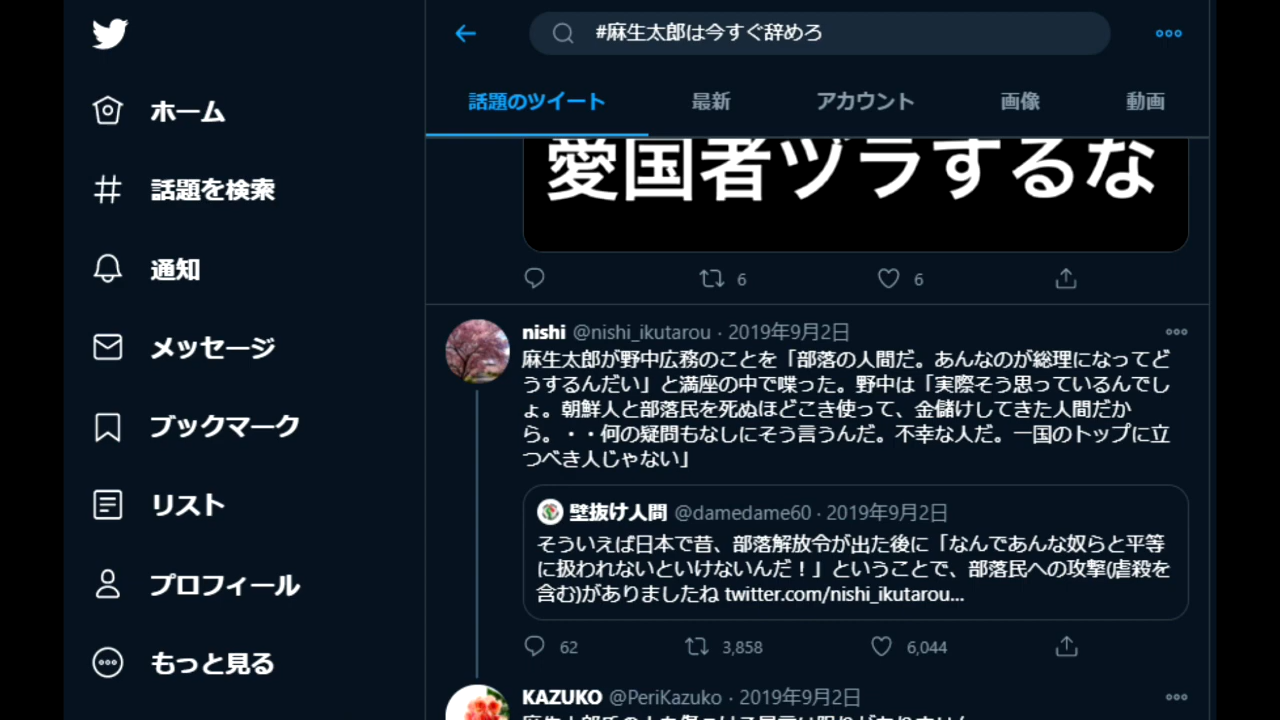 ホーム
話題を検索
通知
メッセージ
ブックマーク
リスト
プロフィール
もっと見る
#麻生太郎は今すぐ辞めろ
話題のツイート 最新 アカウント 画像 動画
愛国者ヅラするな
6 6
nishi @nishi_ikutarou · 2019年9月2日
麻生太郎が野中広務のことを「部落の人間だ。あんなのが総理になってど
うするんだい」と満座の中で喋った。野中は「実際そう思っているんでし
ょ。朝鮮人と部落民を死ぬほどこき使って、金儲けしてきた人間だか
ら。・・何の疑問もなしにそう言うんだ。不幸な人だ。一国のトップに立
つべき人じゃない」
壁抜け人間 @damedame60 · 2019年9月2日
そういえば日本で昔、部落解放令が出た後に「なんであんな奴らと平等
に扱われないといけないんだ！」ということで、部落民への攻撃(虐殺を
含む)がありましたね twitter.com/nishi_ikutarou...
62 3,858 6,044
KAZUKO @PeriKazuko · 2019年9月2日